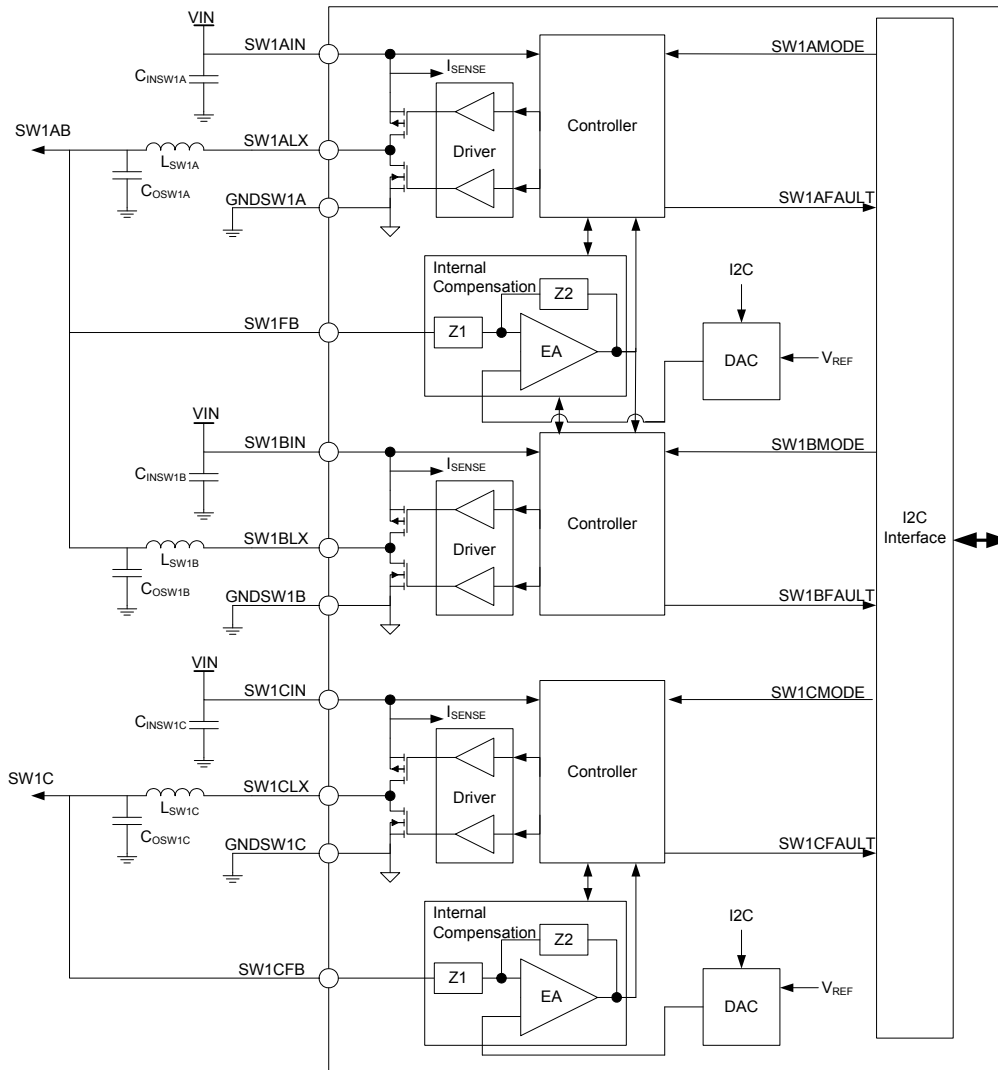 VIN
SW1AIN
SW1AMODE
CINSW1A
ISENSE
Controller
SW1AB
SW1ALX
LSW1A
Driver
COSW1A
GNDSW1A
SW1AFAULT
Internal
Compensation
I2C
Z2
SW1FB
Z1
EA
DAC
VREF
VIN
SW1BIN
SW1BMODE
CINSW1B
ISENSE
Controller
I2C
Interface
SW1BLX
LSW1B
Driver
COSW1B
GNDSW1B
SW1BFAULT
VIN
SW1CIN
SW1CMODE
CINSW1C
ISENSE
Controller
SW1C
SW1CLX
LSW1C
Driver
COSW1C
GNDSW1C
SW1CFAULT
Internal
Compensation
I2C
Z2
SW1CFB
Z1
EA
DAC
VREF